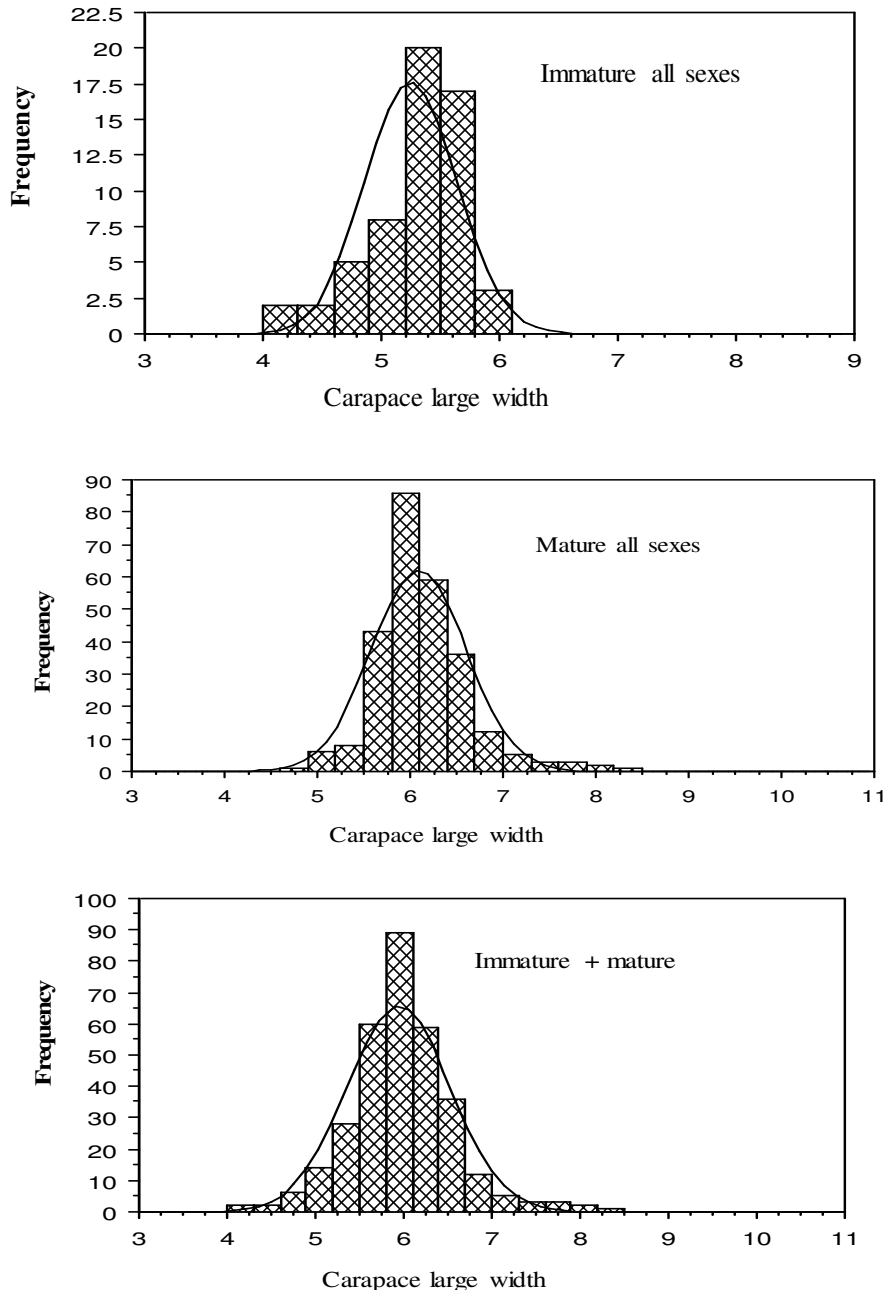 22.5
20
17.5
15
12.5
10
7.5
5
2.5
0
Frequency
Immature all sexes
3 4 5 6 7 8 9
Carapace large width
90
80
70
60
50
40
30
20
10
0
Frequency
Mature all sexes
3 4 5 6 7 8 9 10 11
Carapace large width
100
90
80
70
60
50
40
30
20
10
0
Frequency
Immature + mature
3 4 5 6 7 8 9 10 11
Carapace large width